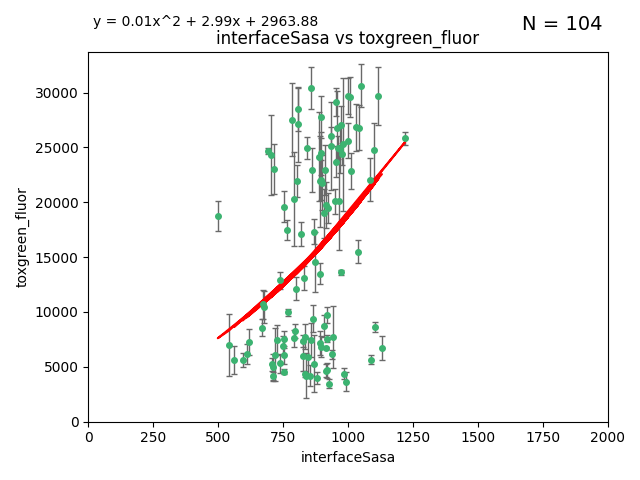 y = 0.01x^2 + 2.99x + 2963.88
N = 104
interfaceSasa vs toxgreen_fluor
toxgreen_fluor
30000
25000
20000
15000
10000
5000
0
0 250 500 750 1000 1250 1500 1750 2000
interfaceSasa